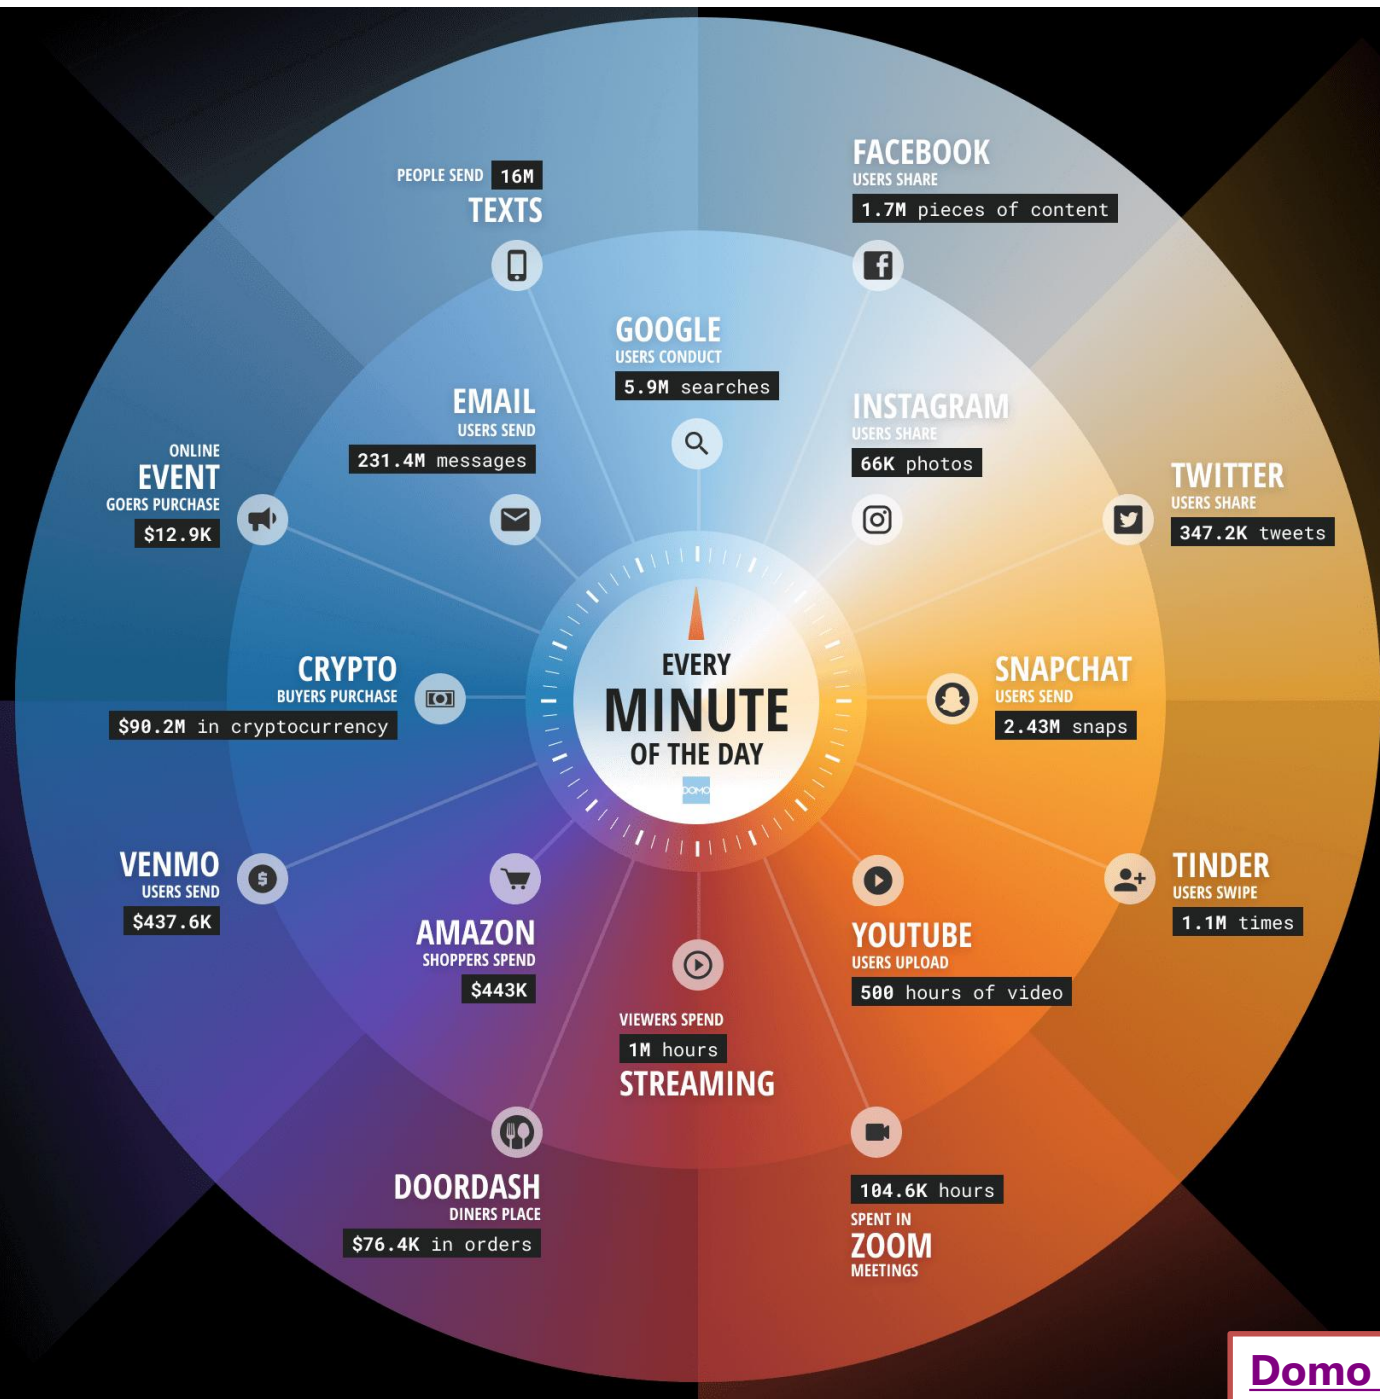 PEOPLE SEND 16M
TEXTS
FACEBOOK
USERS SHARE
1.7M pieces of content
GOOGLE
USERS CONDUCT
5.9M searches
EMAIL
USERS SEND
231.4M messages
INSTAGRAM
USERS SHARE
66K photos
ONLINE
EVENT
GOERS PURCHASE
$12.9K
TWITTER
USERS SHARE
347.2K tweets
CRYPTO
BUYERS PURCHASE
$90.2M in cryptocurrency
EVERY
MINUTE
OF THE DAY
DOMO
SNAPCHAT
USERS SEND
2.43M snaps
VENMO
USERS SEND
$437.6K
AMAZON
SHOPPERS SPEND
$443K
VIEWERS SPEND
1M hours
STREAMING
YOUTUBE
USERS UPLOAD
500 hours of video
TINDER
USERS SWIPE
1.1M times
DOORDASH
DINERS PLACE
$76.4K in orders
104.6K hours
SPENT IN
ZOOM
MEETINGS
Domo